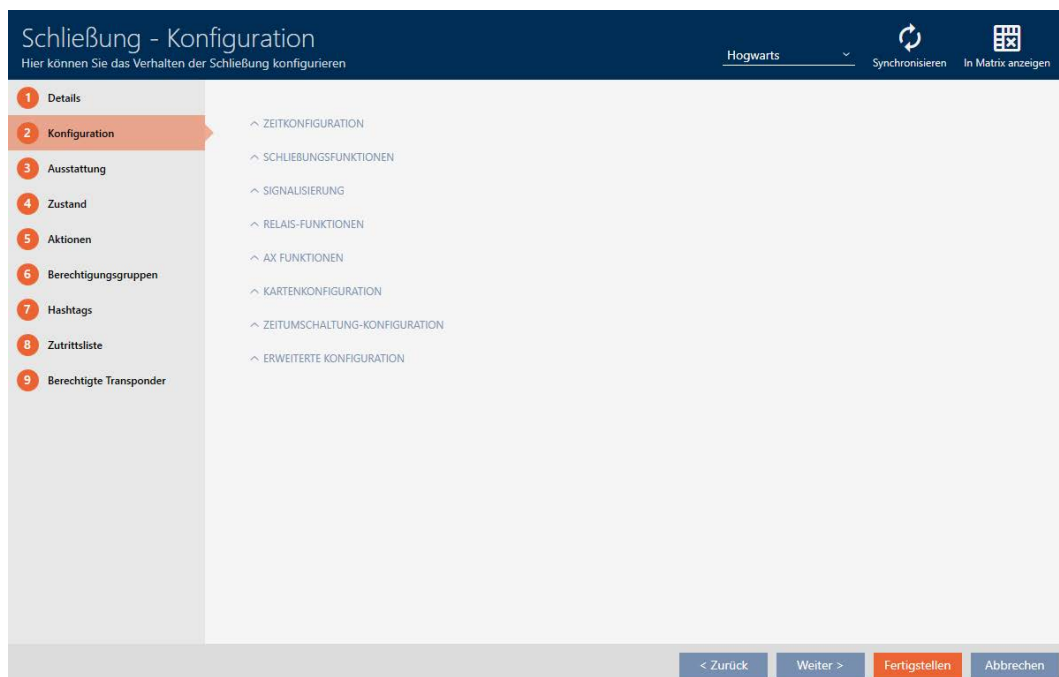 Schließung - Konfiguration
Hier können Sie das Verhalten der Schließung konfigurieren
Hogwarts
Synchronisieren
In Matrix anzeigen
1 Details
2 Konfiguration
3 Ausstattung
4 Zustand
5 Aktionen
6 Berechtigungsgruppen
7 Hashtags
8 Zutrittsliste
9 Berechtigte Transponder
ZEITKONFIGURATION
SCHLIEßUNGSFUNKTIONEN
SIGNALISIERUNG
RELAIS-FUNKTIONEN
AX FUNKTIONEN
KARTENKONFIGURATION
ZEITUMSCHALTUNG-KONFIGURATION
ERWEITERTE KONFIGURATION
< Zurück
Weiter >
Fertigstellen
Abbrechen